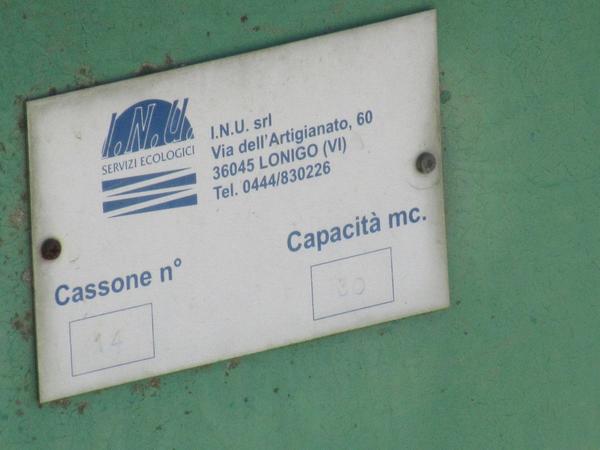 I.N.U.
SERVIZI ECOLOGICI
I.N.U. srl
Via dell'Artigianato, 60
36045 LONIGO (VI)
Tel. 0444/830226
Cassone n°
14
Capacità mc.
30